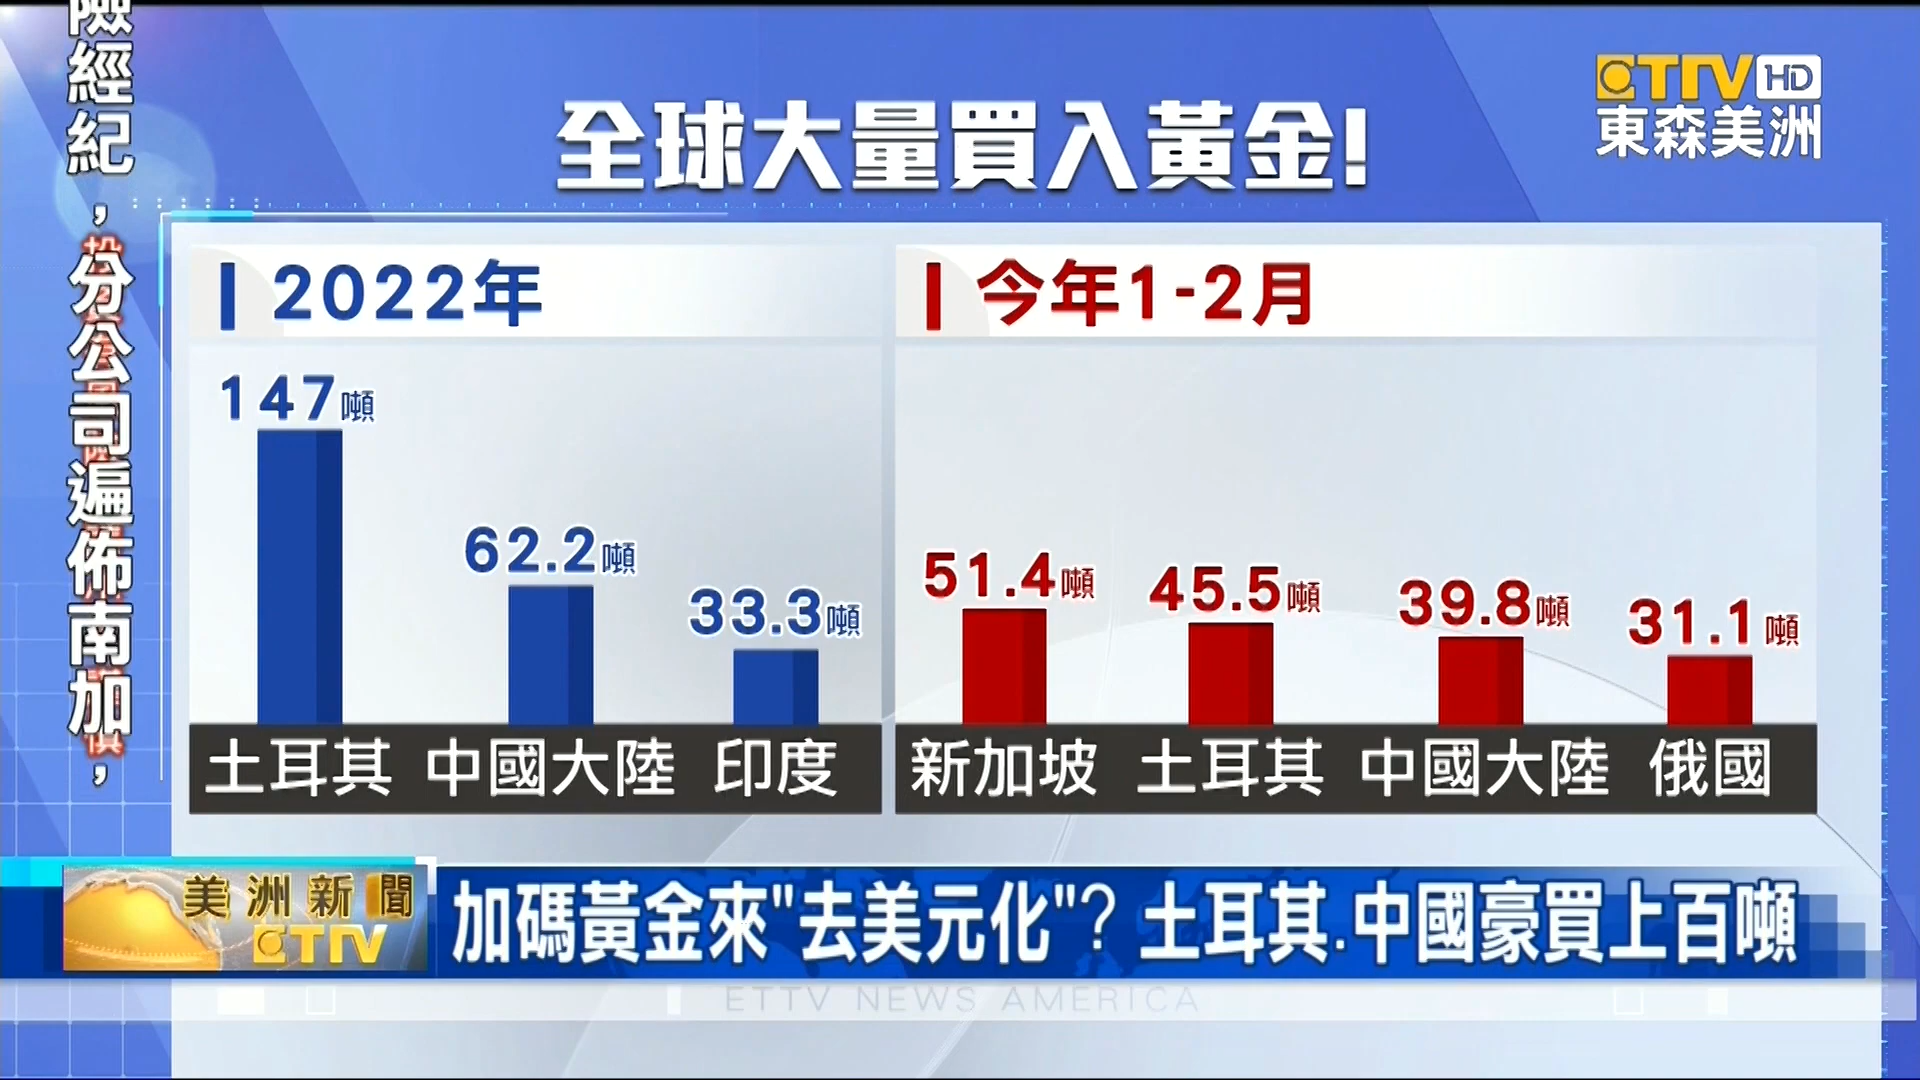 全球大量買入黃金!
ETTV HD
東森美洲
險經紀,分公司遍佈南加,
2022年
147噸
62.2噸
33.3噸
土耳其 中國大陸 印度
今年1-2月
51.4噸
45.5噸
39.8噸
31.1噸
新加坡 土耳其 中國大陸 俄國
美洲新聞
ETTV
加碼黃金來"去美元化"? 土耳其.中國豪買上百噸
ETTV NEWS AMERICA